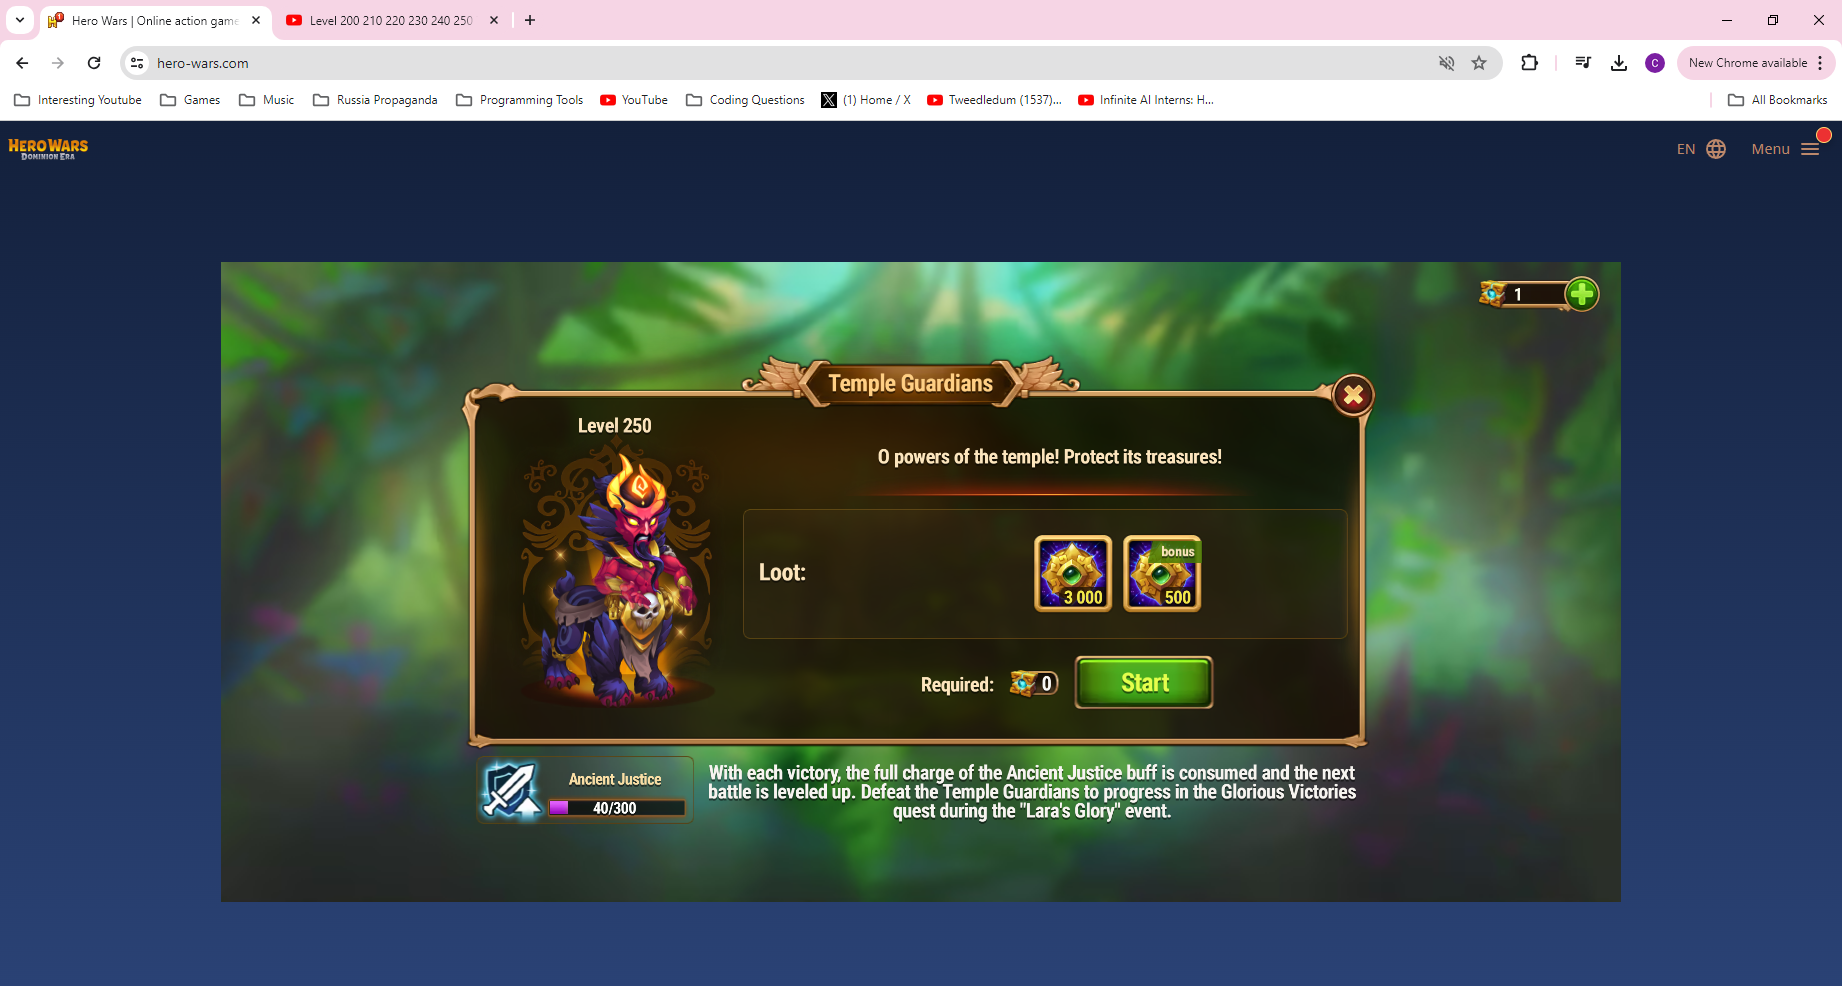 Hero Wars | Online action game
Level 200 210 220 230 240 250
hero-wars.com
New Chrome available
Interesting Youtube
Games
Music
Russia Propaganda
Programming Tools
YouTube
Coding Questions
(1) Home / X
Tweedledum (1537)...
Infinite AI Interns: H...
All Bookmarks
HERO WARS
DOMINION ERA
EN
Menu
1
Temple Guardians
Level 250
O powers of the temple! Protect its treasures!
Loot:
3 000
bonus
500
Required:
0
Start
Ancient Justice
40/300
With each victory, the full charge of the Ancient Justice buff is consumed and the next
battle is leveled up. Defeat the Temple Guardians to progress in the Glorious Victories
quest during the "Lara's Glory" event.